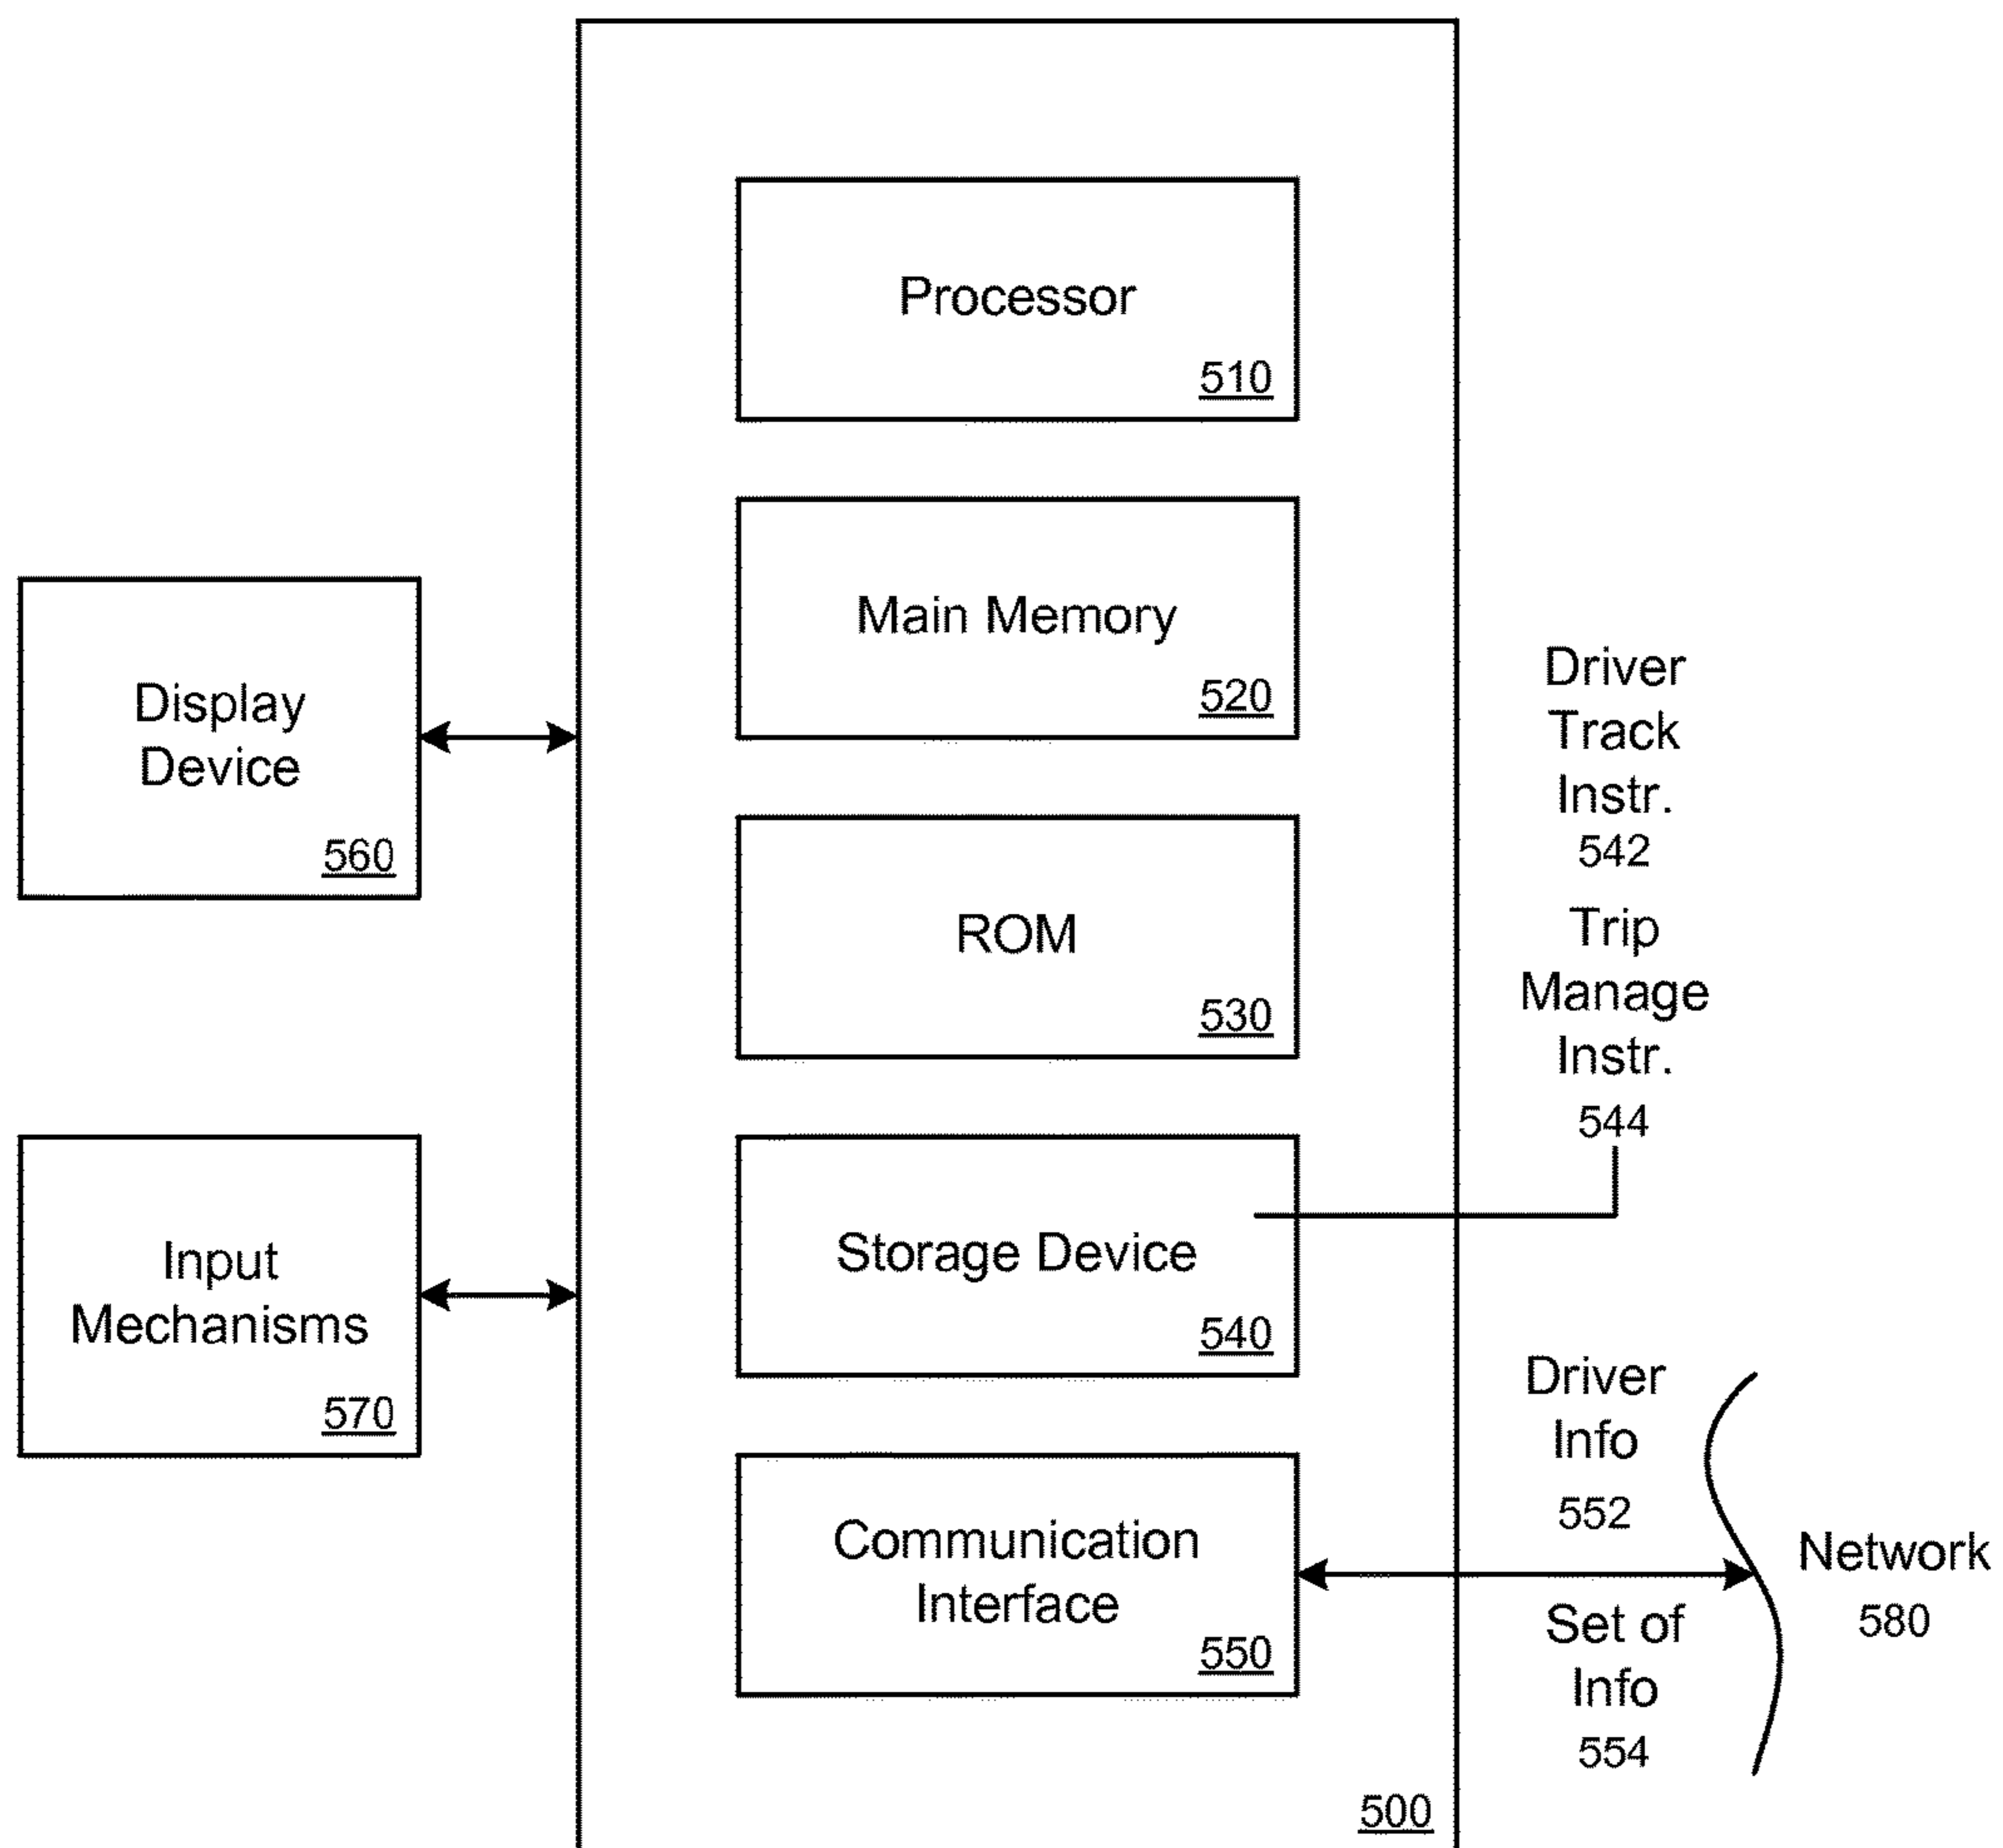 Processor
510
Main Memory
520
ROM
530
Storage Device
540
Communication
Interface
550
500
Display
Device
560
Input
Mechanisms
570
Driver
Track
Instr.
542
Trip
Manage
Instr.
544
Driver
Info
552
Set of
Info
554
Network
580